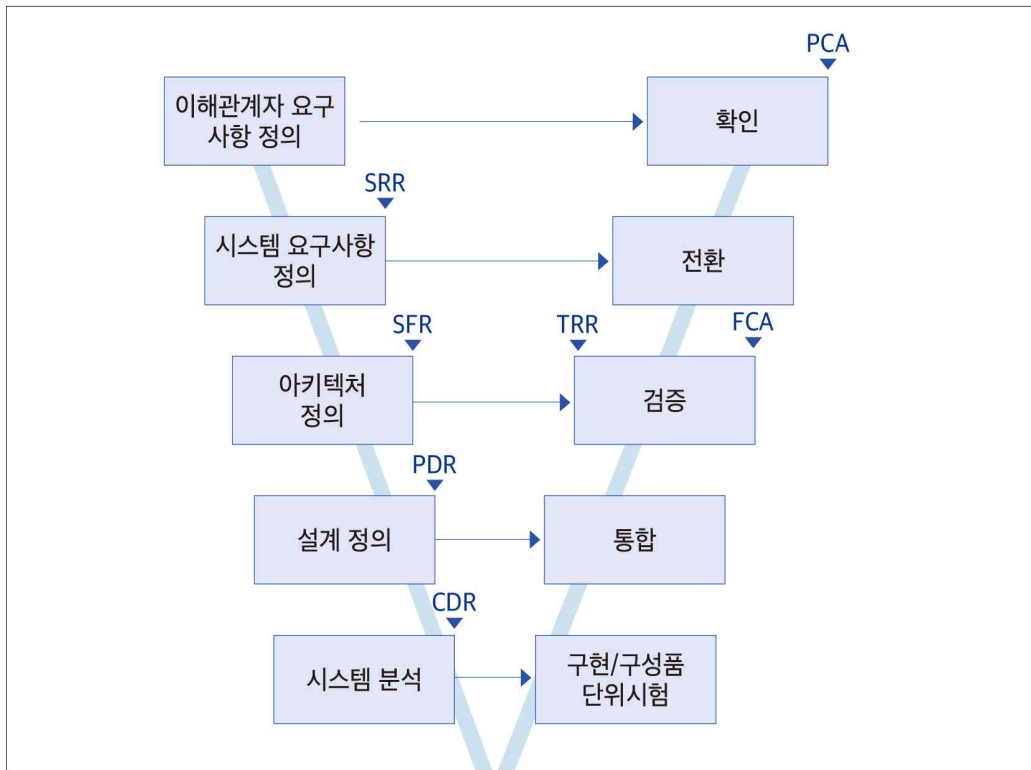 PCA
이해관계자 요구
사항 정의
확인
SRR
시스템 요구사항
정의
전환
SFR
TRR
FCA
아키텍처
정의
검증
PDR
설계 정의
통합
CDR
시스템 분석
구현/구성품
단위시험